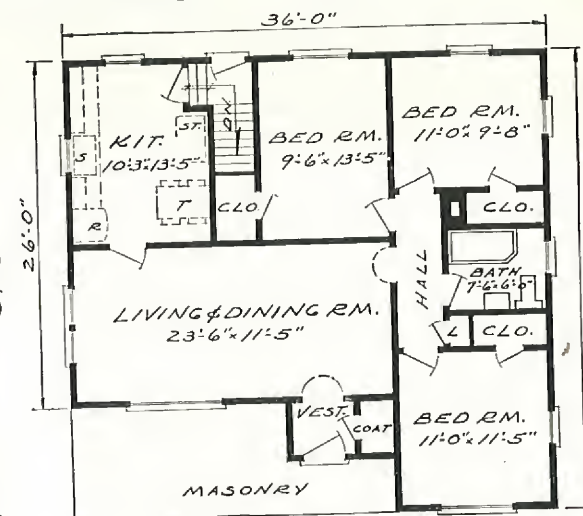 36'-0"
26'-0"
KIT.
10'-3"x13'-5"
S
R
ST.
T
DN
CLO.
BED RM.
9'-6"x13'-5"
BED RM.
11'-0"x9'-8"
CLO.
HALL
BATH
7'-6"x6'-0"
L
CLO.
LIVING & DINING RM.
23'-6"x11'-5"
VEST.
COAT
BED RM.
11'-0"x11'-5"
MASONRY